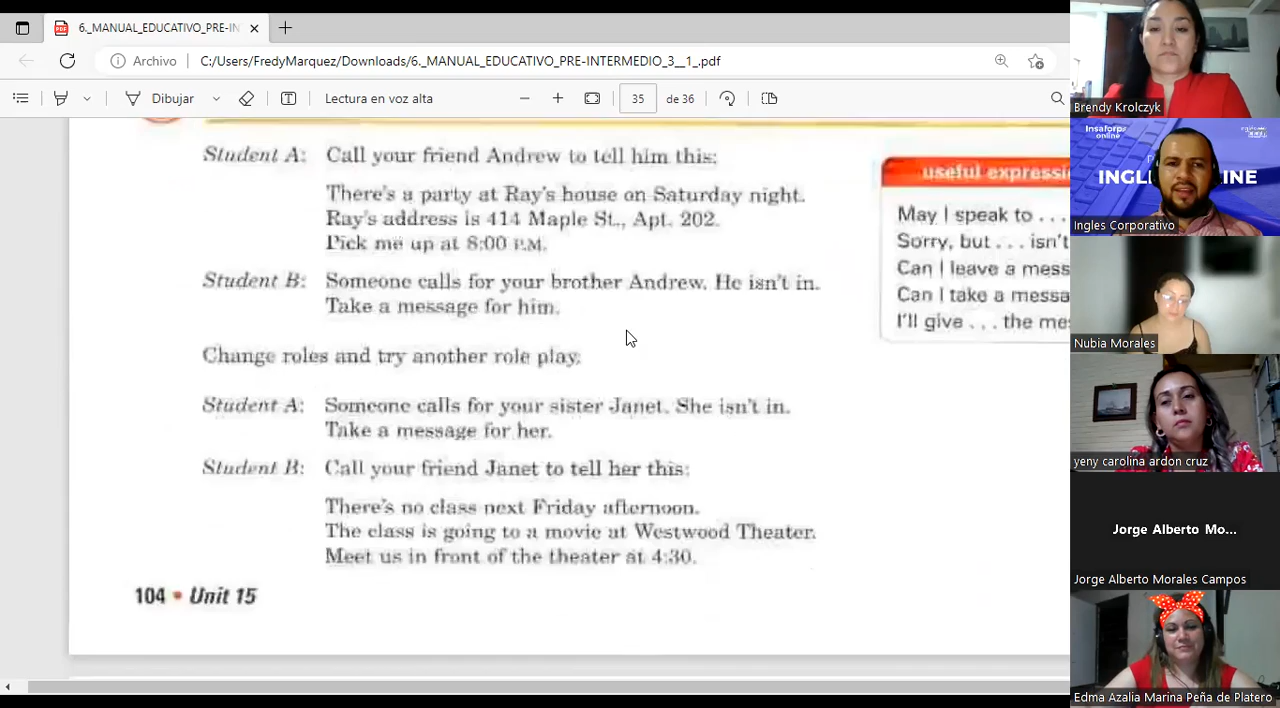 6._MANUAL_EDUCATIVO_PRE-IN
Archivo
C:/Users/FredyMarquez/Downloads/6._MANUAL_EDUCATIVO_PRE-INTERMEDIO_3__1_.pdf
Dibujar
Lectura en voz alta
35
de 36
Student A: Call your friend Andrew to tell him this:
There's a party at Ray's house on Saturday night.
Ray's address is 414 Maple St., Apt. 202.
Pick me up at 8:00 P.M.
Student B: Someone calls for your brother Andrew. He isn't in.
Take a message for him.
Change roles and try another role play.
Student A: Someone calls for your sister Janet. She isn't in.
Take a message for her.
Student B: Call your friend Janet to tell her this:
There's no class next Friday afternoon.
The class is going to a movie at Westwood Theater.
Meet us in front of the theater at 4:30.
104 • Unit 15
useful expressi
May I speak to . . .
Sorry, but . . . isn't
Can I leave a mess
Can I take a messa
I'll give . . . the me
Brendy Krolczyk
Insaforp
online
INGL
INE
Ingles Corporativo
Nubia Morales
yeny carolina ardon cruz
Jorge Alberto Mo...
Jorge Alberto Morales Campos
Edma Azalia Marina Peña de Platero